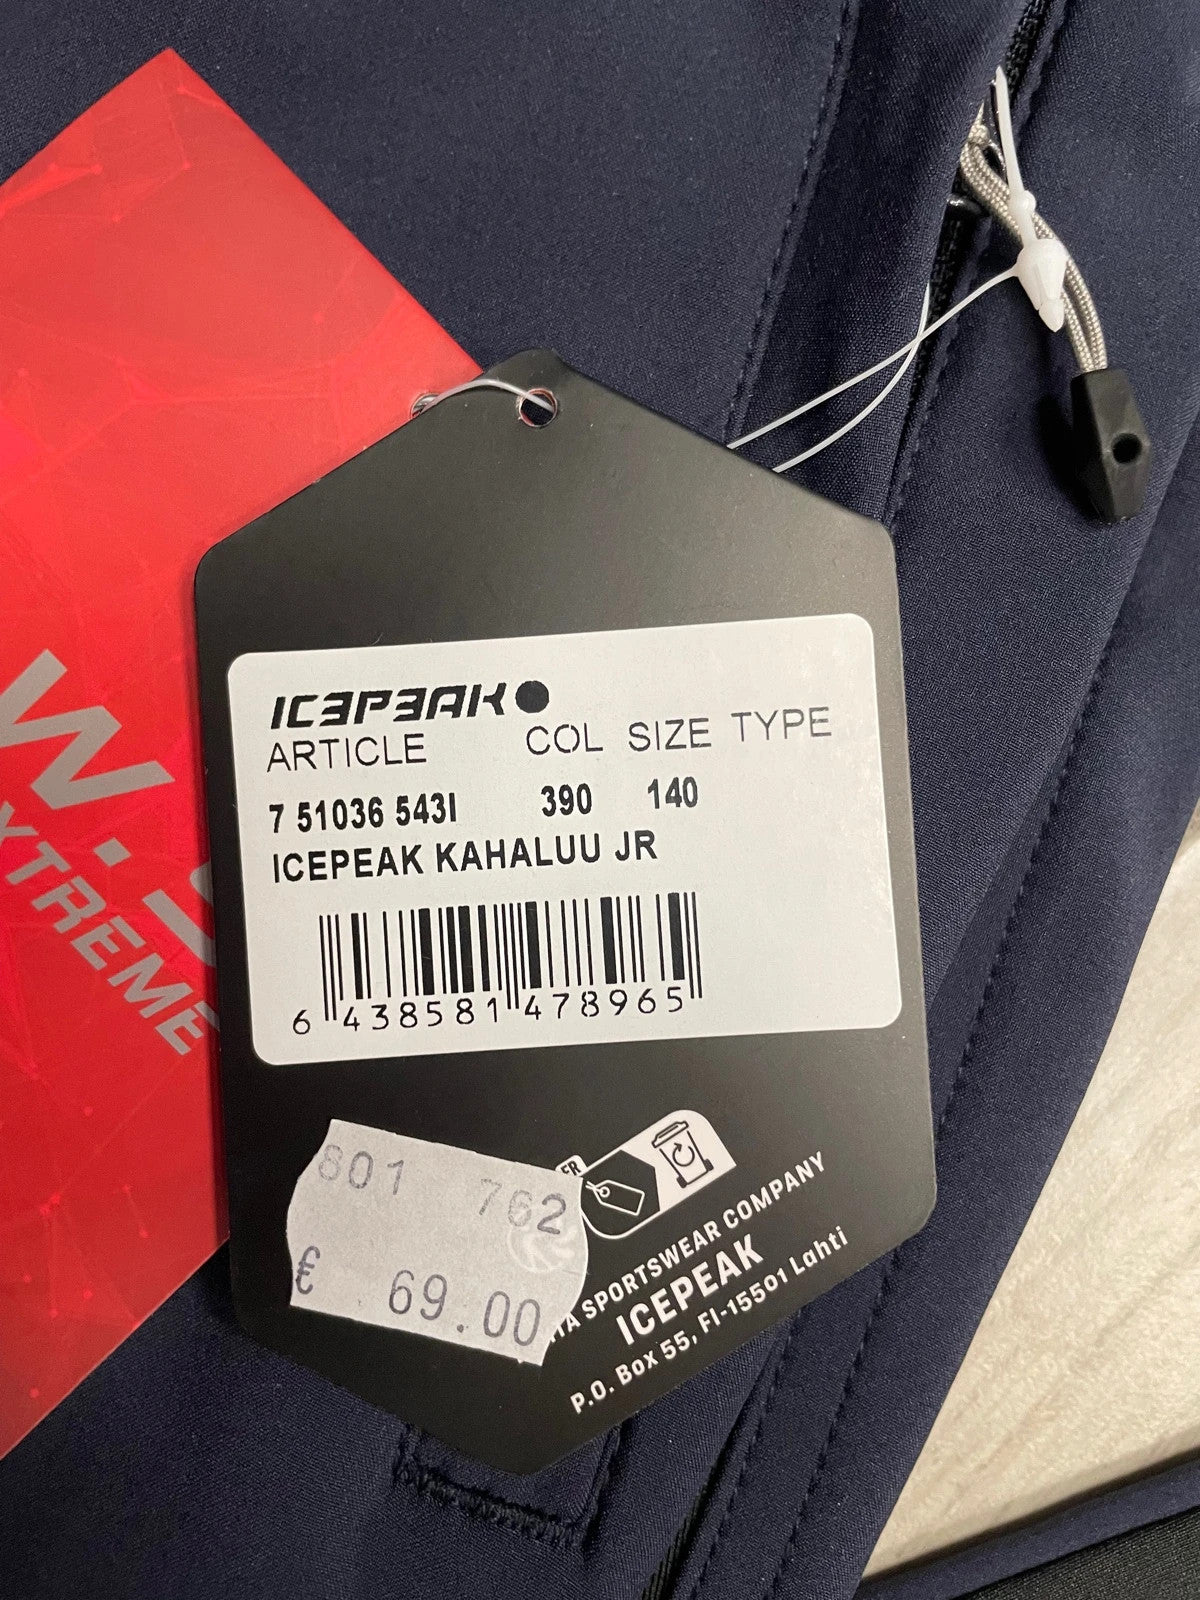 W.S
XTREME
ICEPEAK
ARTICLE COL SIZE TYPE
7 51036 543I 390 140
ICEPEAK KAHALUU JR
6 438581 478965
801 762
€ 69.00
FR
SPORTSWEAR COMPANY
ICEPEAK
P.O. Box 55, FI-15501 Lahti